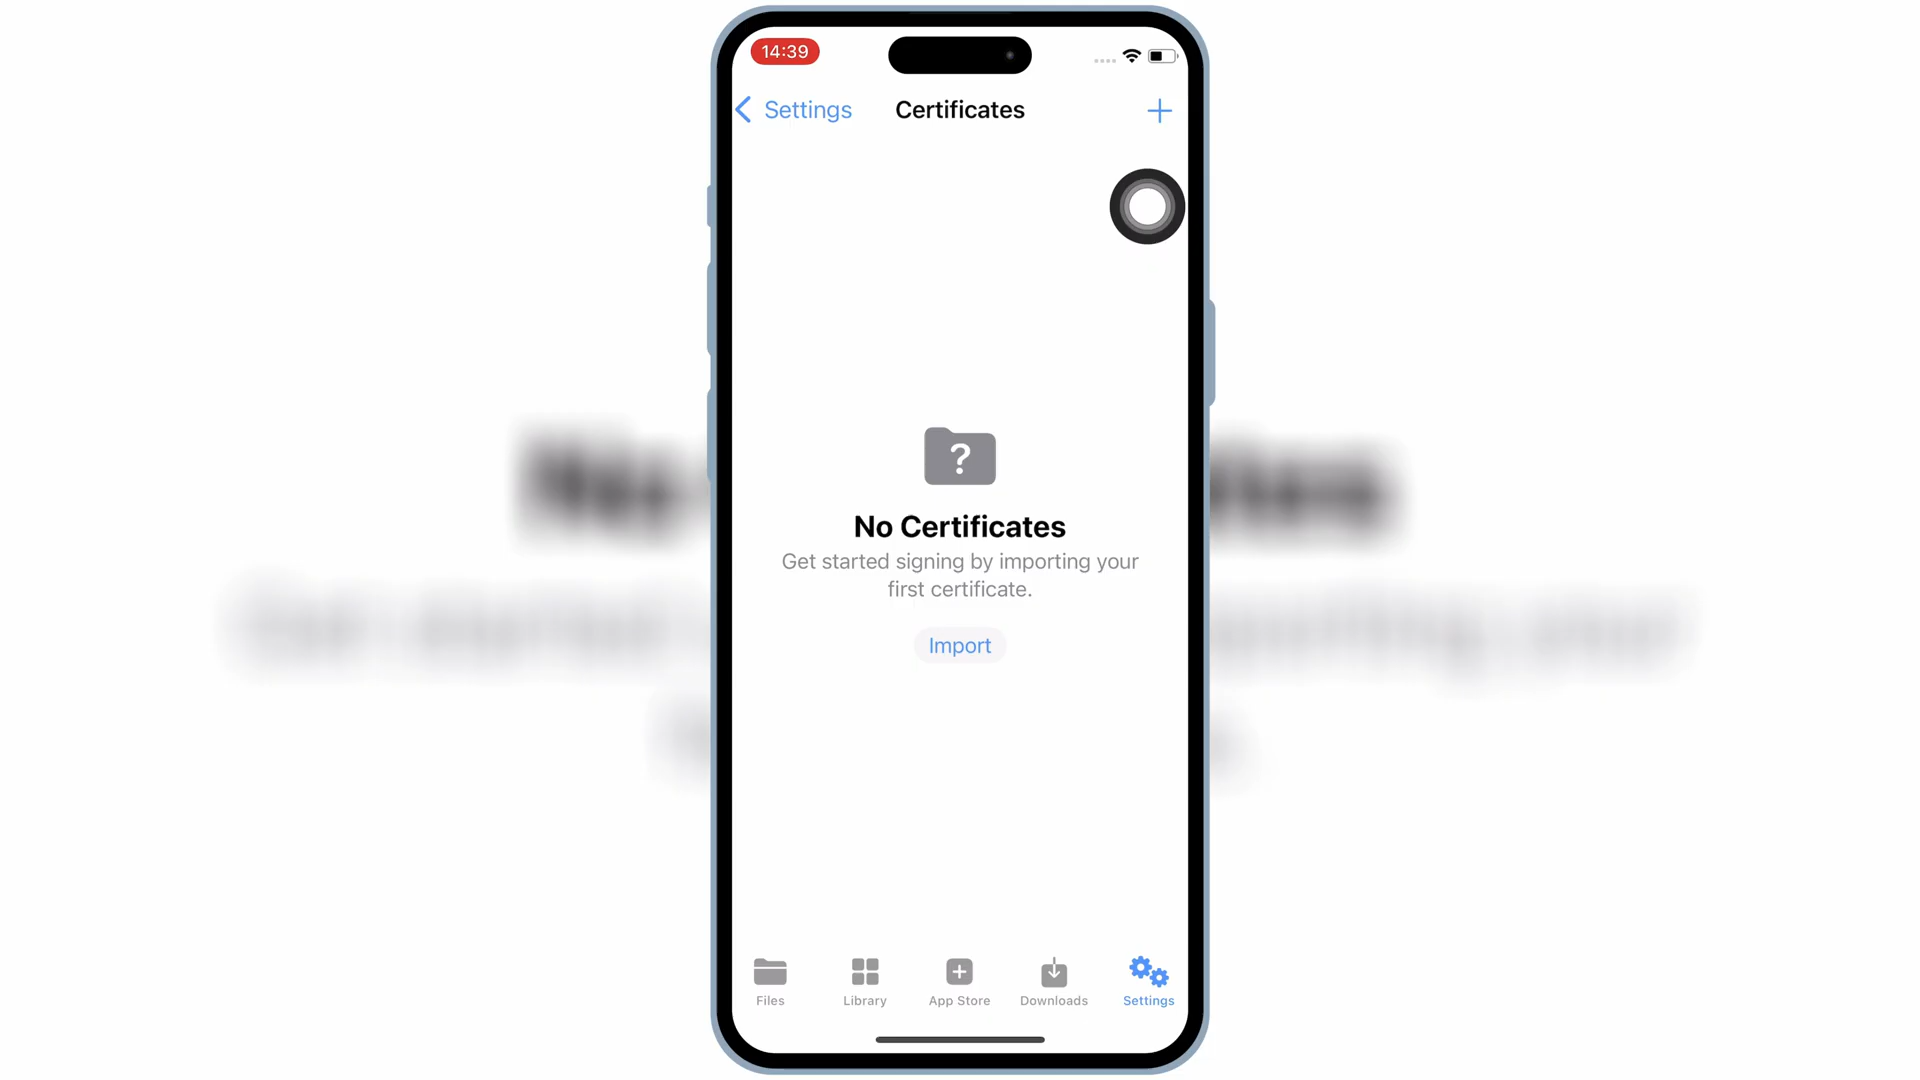 14:39
Settings
Certificates
No Certificates
Get started signing by importing your
first certificate.
Import
Files
Library
App Store
Downloads
Settings